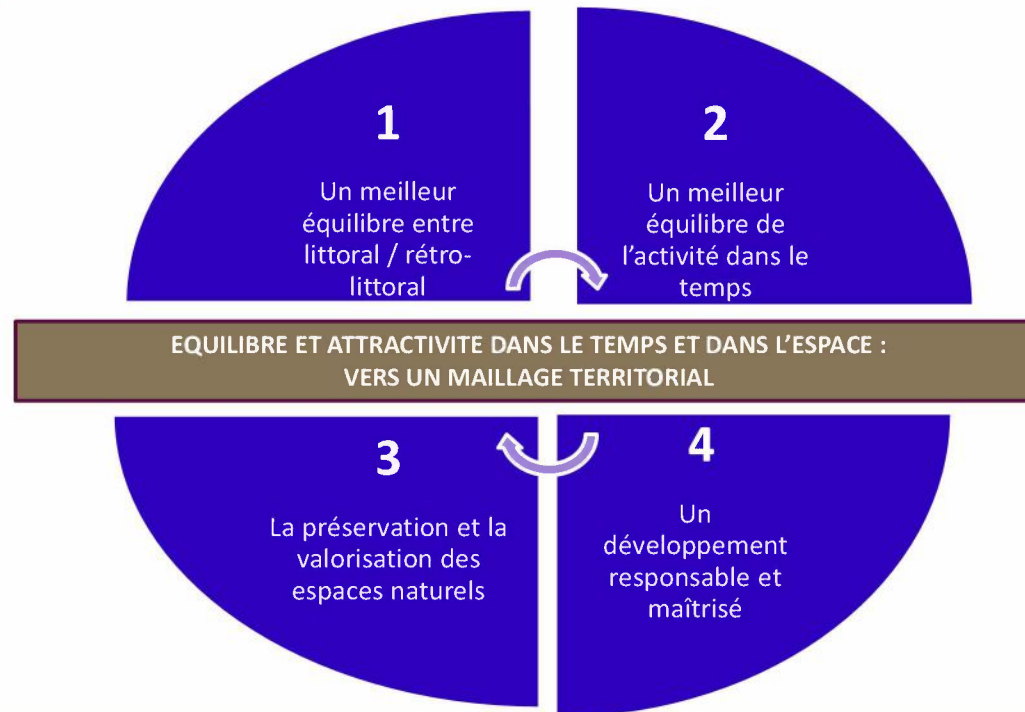 1
Un meilleur
équilibre entre
littoral / rétro-
littoral
2
Un meilleur
équilibre de
l’activité dans le
temps
EQUILIBRE ET ATTRACTIVITE DANS LE TEMPS ET DANS L’ESPACE :
VERS UN MAILLAGE TERRITORIAL
3
La préservation et la
valorisation des
espaces naturels
4
Un
développement
responsable et
maîtrisé